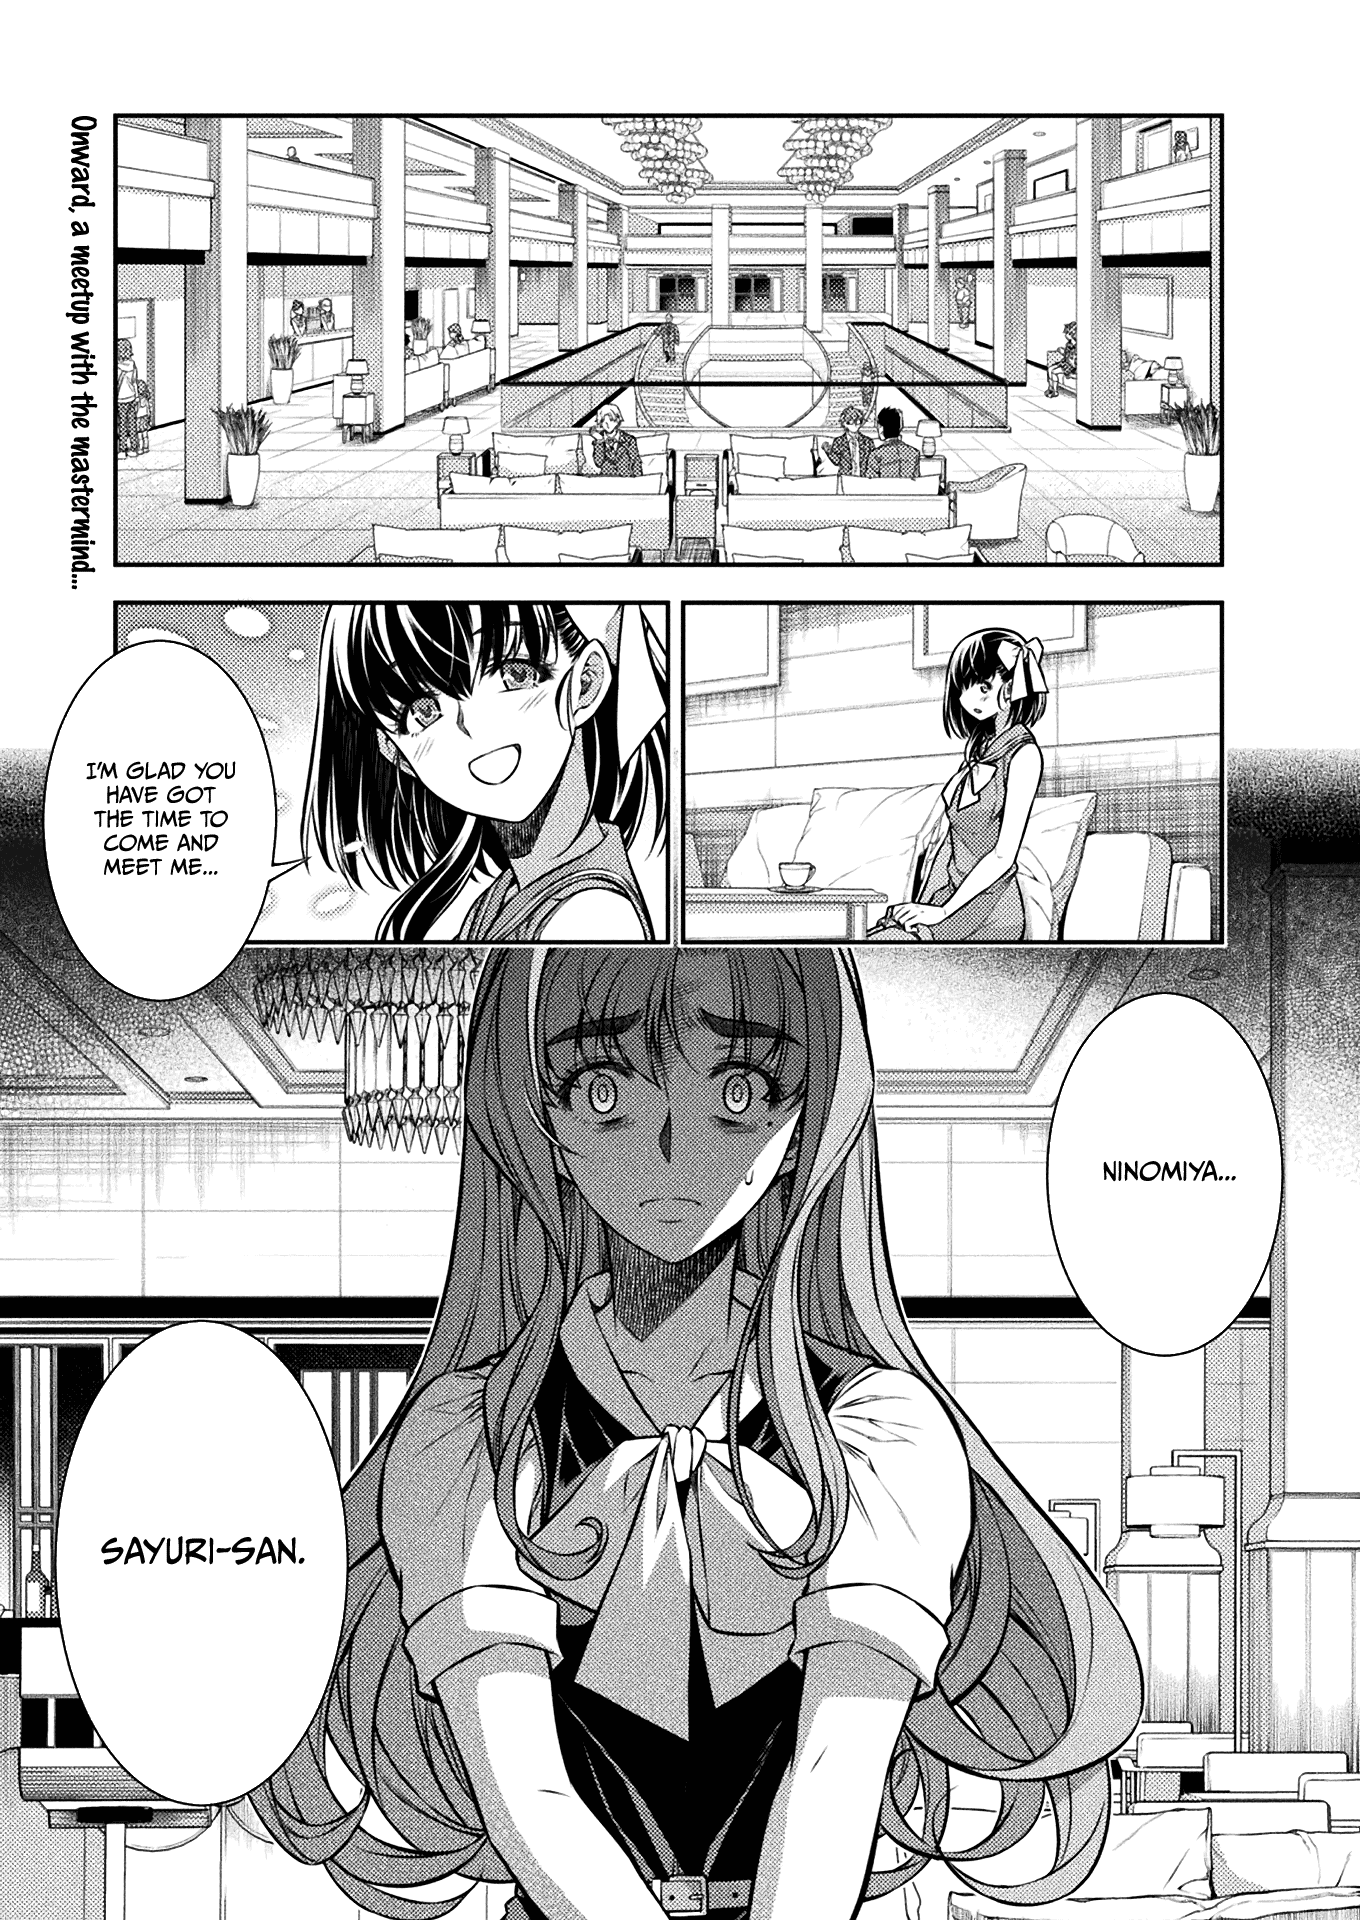 Onward, a meetup with the mastermind...
I'M GLAD YOU
HAVE GOT
THE TIME TO
COME AND
MEET ME...
NINOMIYA...
SAYURI-SAN.